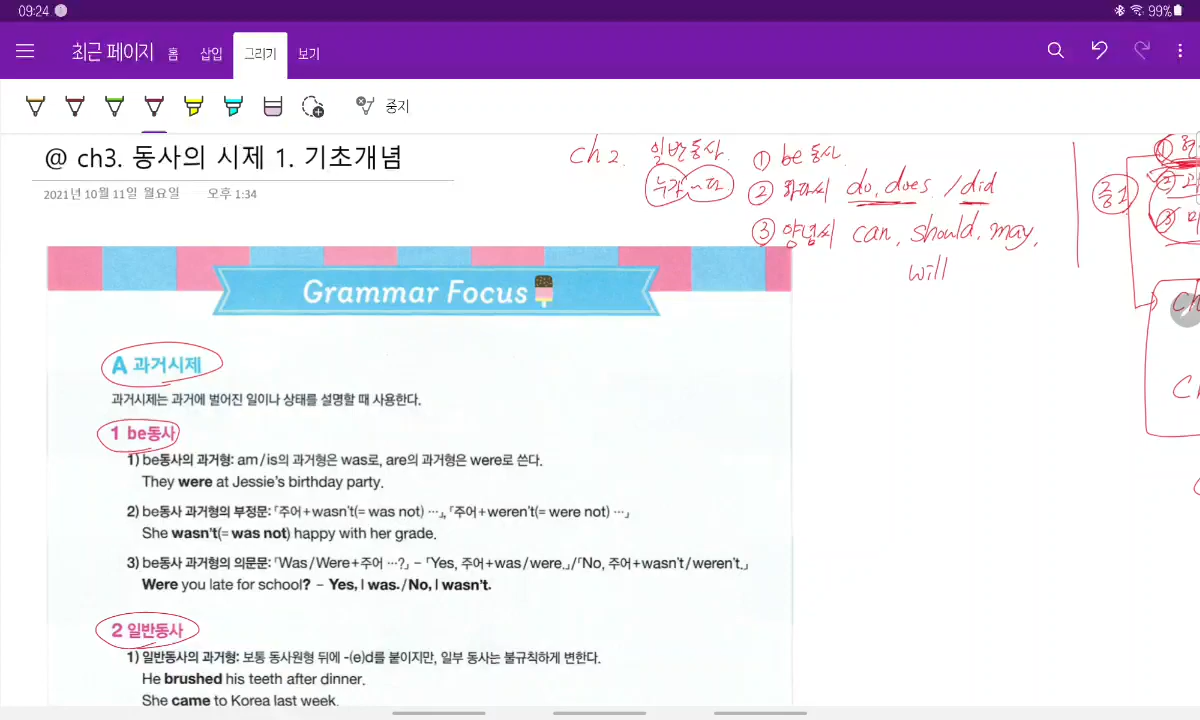 09:24
99%
최근 페이지 홈 삽입 그리기 보기
중지
@ ch3. 동사의 시제 1. 기초개념
2021년 10월 11일 월요일 오후 1:34
ch 2. 일반동사. ① be동사.
② do, does. / did
③ 양념씨 can, should, may,
will
중1
Grammar Focus
A 과거시제
과거시제는 과거에 벌어진 일이나 상태를 설명할 때 사용한다.
1 be동사
1) be동사의 과거형: am/is의 과거형은 was로, are의 과거형은 were로 쓴다.
They were at Jessie's birthday party.
2) be동사 과거형의 부정문: 「주어+wasn't(= was not) …」, 「주어+weren't(= were not) …」
She wasn't(= was not) happy with her grade.
3) be동사 과거형의 의문문: 「Was/Were+주어 …?」 – 「Yes, 주어+was/were.」/「No, 주어+wasn't/weren't.」
Were you late for school? – Yes, I was. / No, I wasn't.
2 일반동사
1) 일반동사의 과거형: 보통 동사원형 뒤에 -(e)d를 붙이지만, 일부 동사는 불규칙하게 변한다.
He brushed his teeth after dinner.
She came to Korea last week.